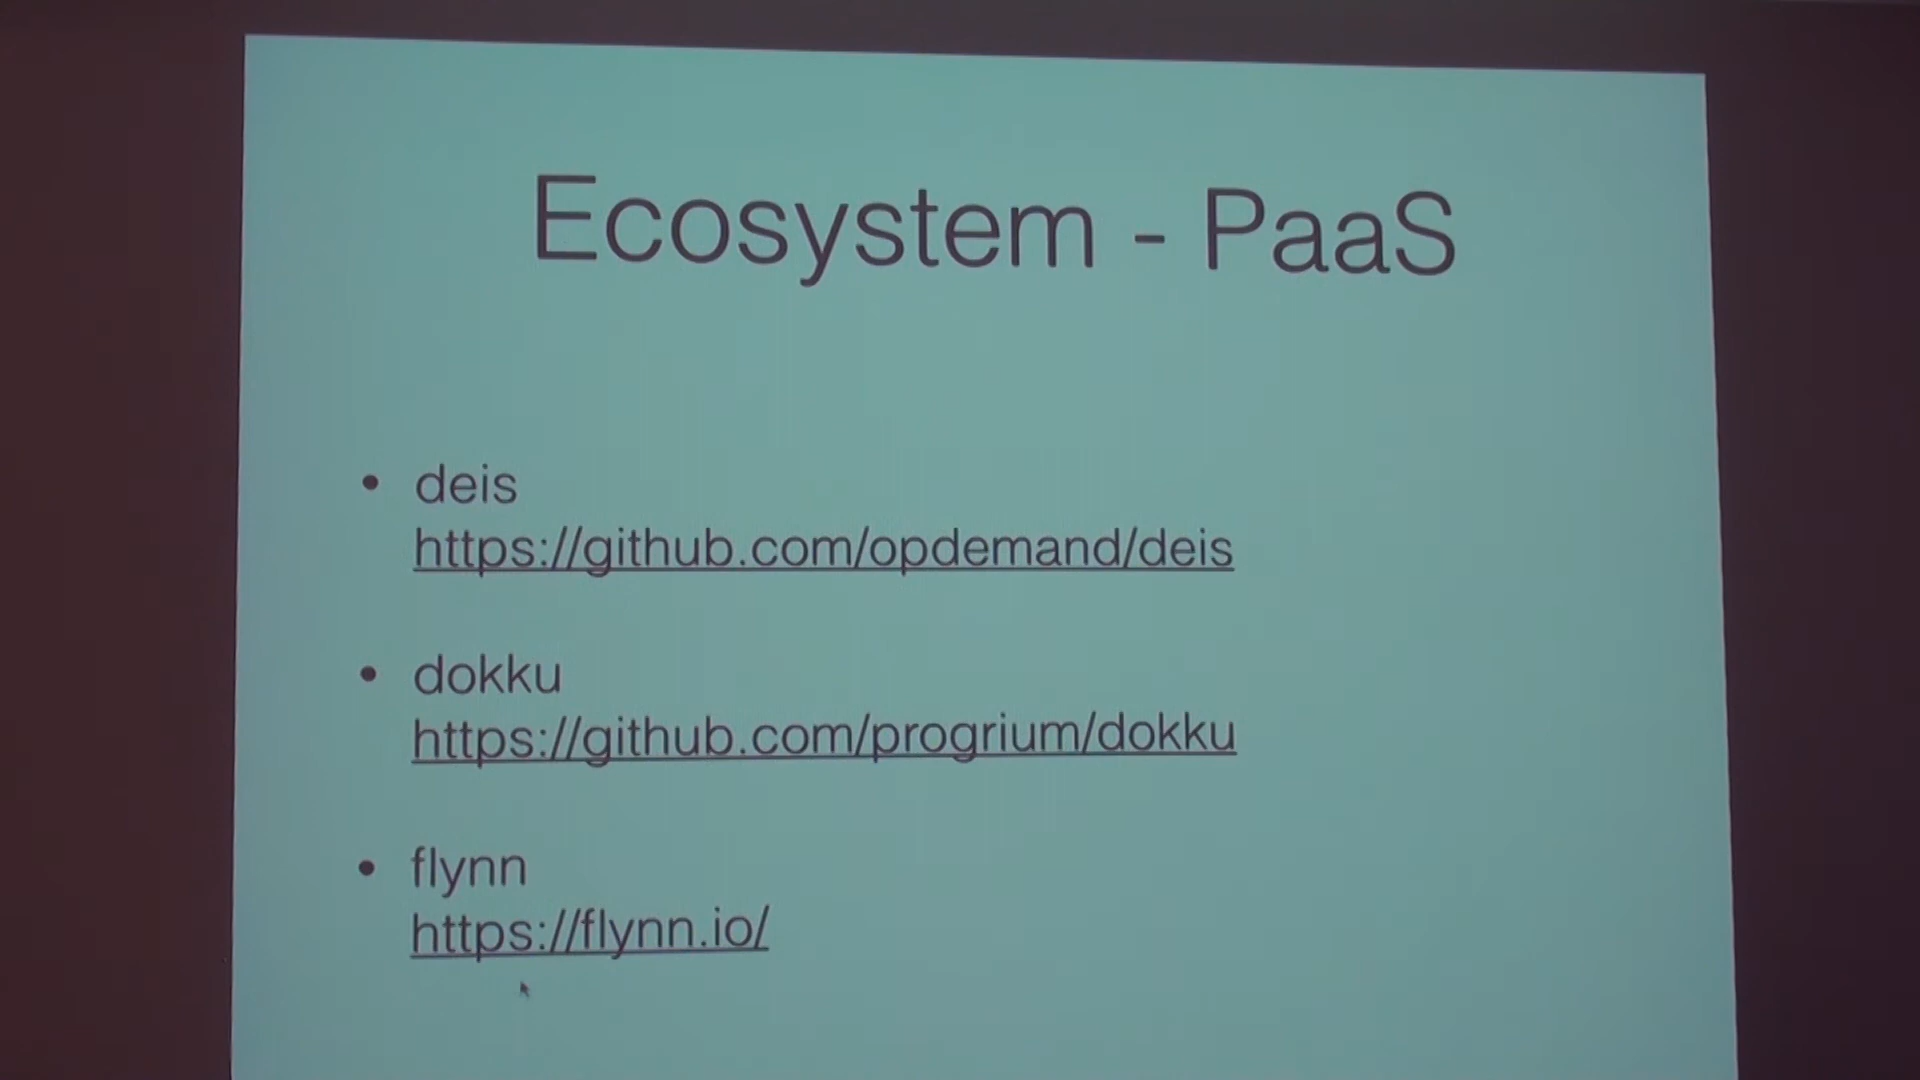 Ecosystem - PaaS
• deis
https://github.com/opdemand/deis
• dokku
https://github.com/progrium/dokku
• flynn
https://flynn.io/